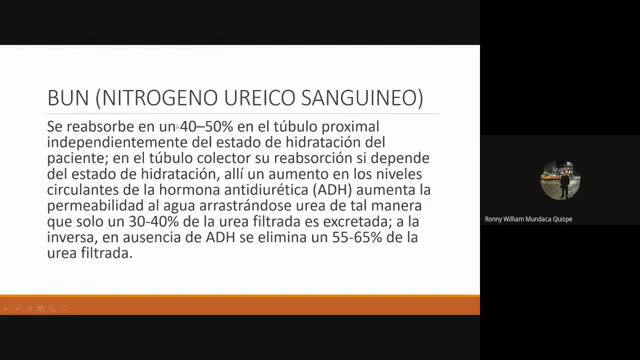 BUN (NITROGENO UREICO SANGUINEO)
Se reabsorbe en un 40–50% en el túbulo proximal
independientemente del estado de hidratación del
paciente; en el túbulo colector su reabsorción si depende
del estado de hidratación, allí un aumento en los niveles
circulantes de la hormona antidiurética (ADH) aumenta la
permeabilidad al agua arrastrándose urea de tal manera
que solo un 30-40% de la urea filtrada es excretada; a la
inversa, en ausencia de ADH se elimina un 55-65% de la
urea filtrada.
Ronny William Mundaca Quispe